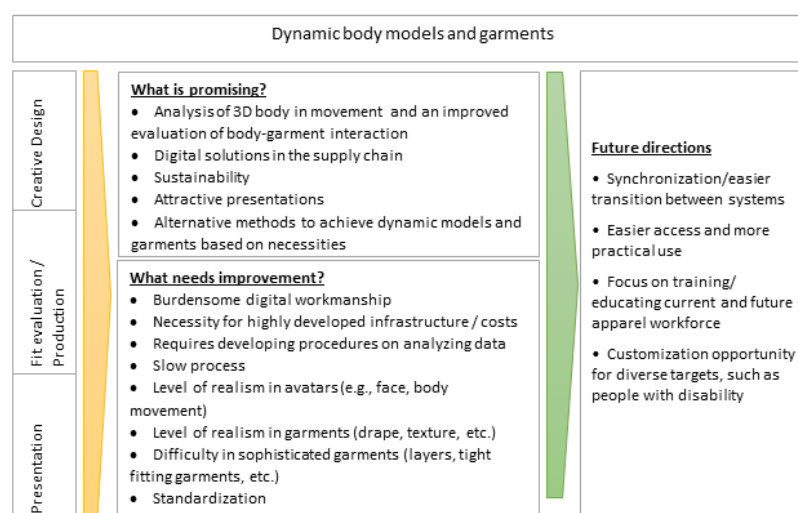 Dynamic body models and garments
Creative Design
Fit evaluation /
Production
Presentation
What is promising?
• Analysis of 3D body in movement and an improved
evaluation of body-garment interaction
• Digital solutions in the supply chain
• Sustainability
• Attractive presentations
• Alternative methods to achieve dynamic models and
garments based on necessities
What needs improvement?
• Burdensome digital workmanship
• Necessity for highly developed infrastructure / costs
• Requires developing procedures on analyzing data
• Slow process
• Level of realism in avatars (e.g., face, body
movement)
• Level of realism in garments (drape, texture, etc.)
• Difficulty in sophisticated garments (layers, tight
fitting garments, etc.)
• Standardization
Future directions
• Synchronization/easier
transition between systems
• Easier access and more
practical use
• Focus on training/
educating current and future
apparel workforce
• Customization opportunity
for diverse targets, such as
people with disability